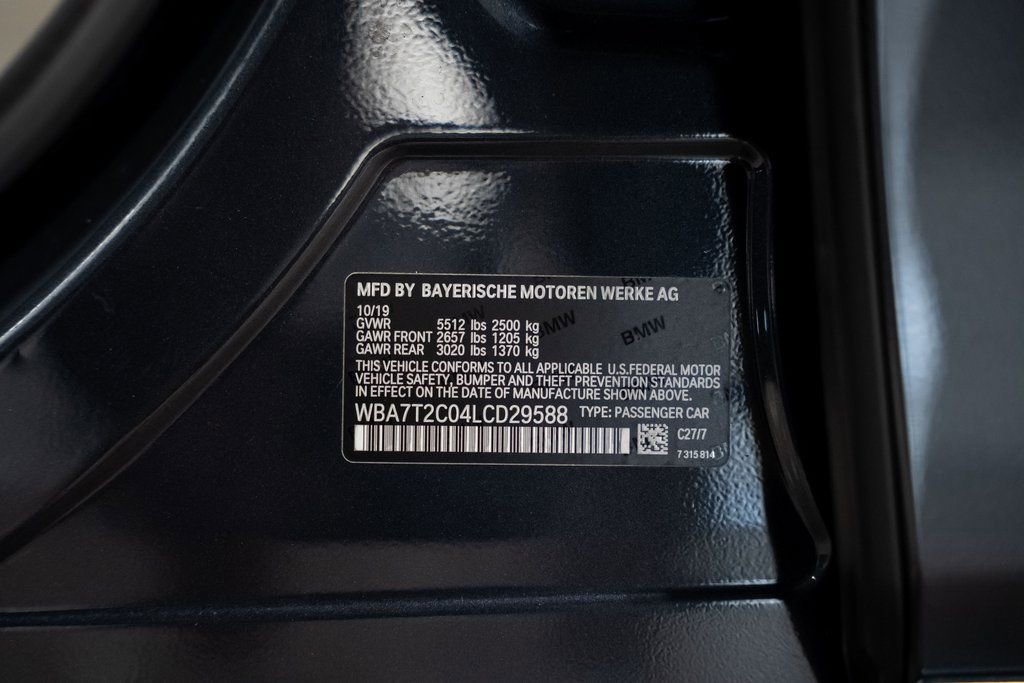 MFD BY BAYERISCHE MOTOREN WERKE AG
10/19
GVWR 5512 lbs 2500 kg
GAWR FRONT 2657 lbs 1205 kg
GAWR REAR 3020 lbs 1370 kg
THIS VEHICLE CONFORMS TO ALL APPLICABLE U.S.FEDERAL MOTOR
VEHICLE SAFETY, BUMPER AND THEFT PREVENTION STANDARDS
IN EFFECT ON THE DATE OF MANUFACTURE SHOWN ABOVE.
WBA7T2C04LCD29588 TYPE: PASSENGER CAR
C27/7
7 315 814
BMW